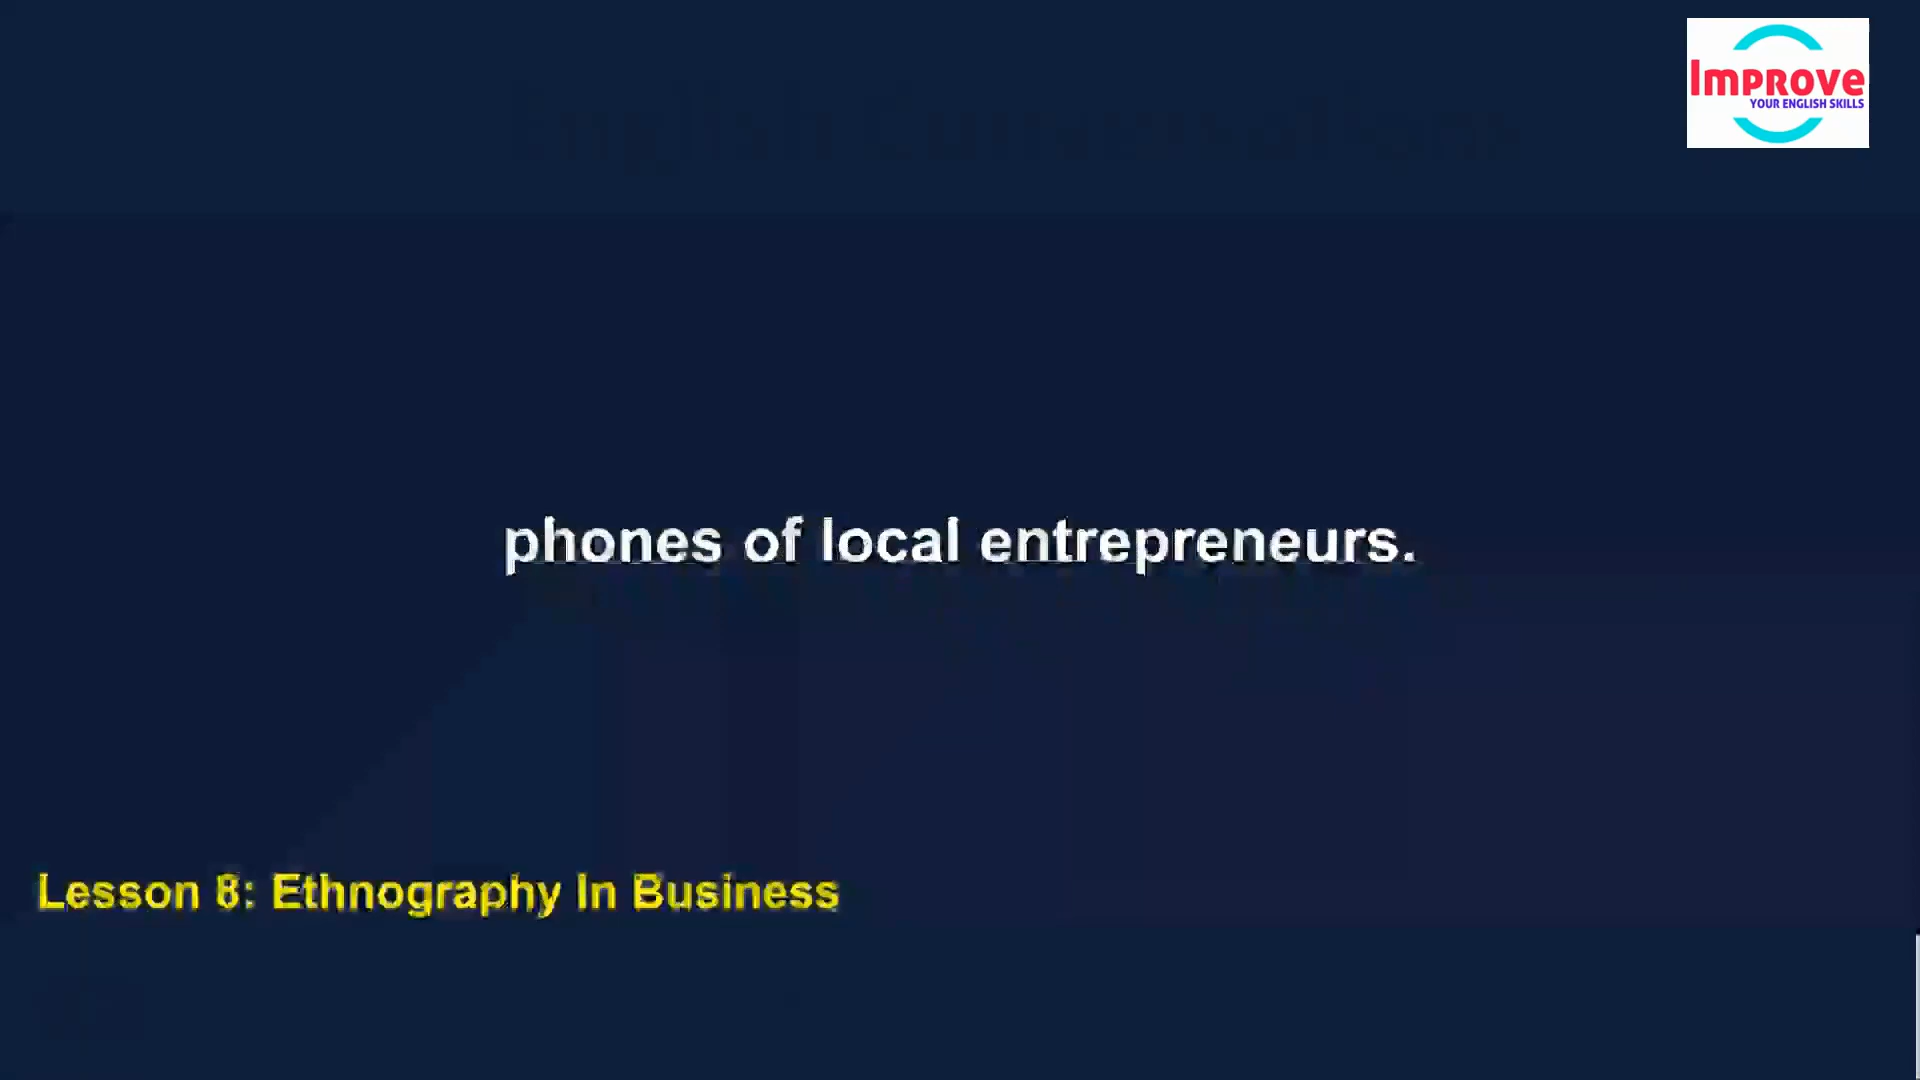 Improve
YOUR ENGLISH SKILLS
phones of local entrepreneurs.
Lesson 8: Ethnography In Business